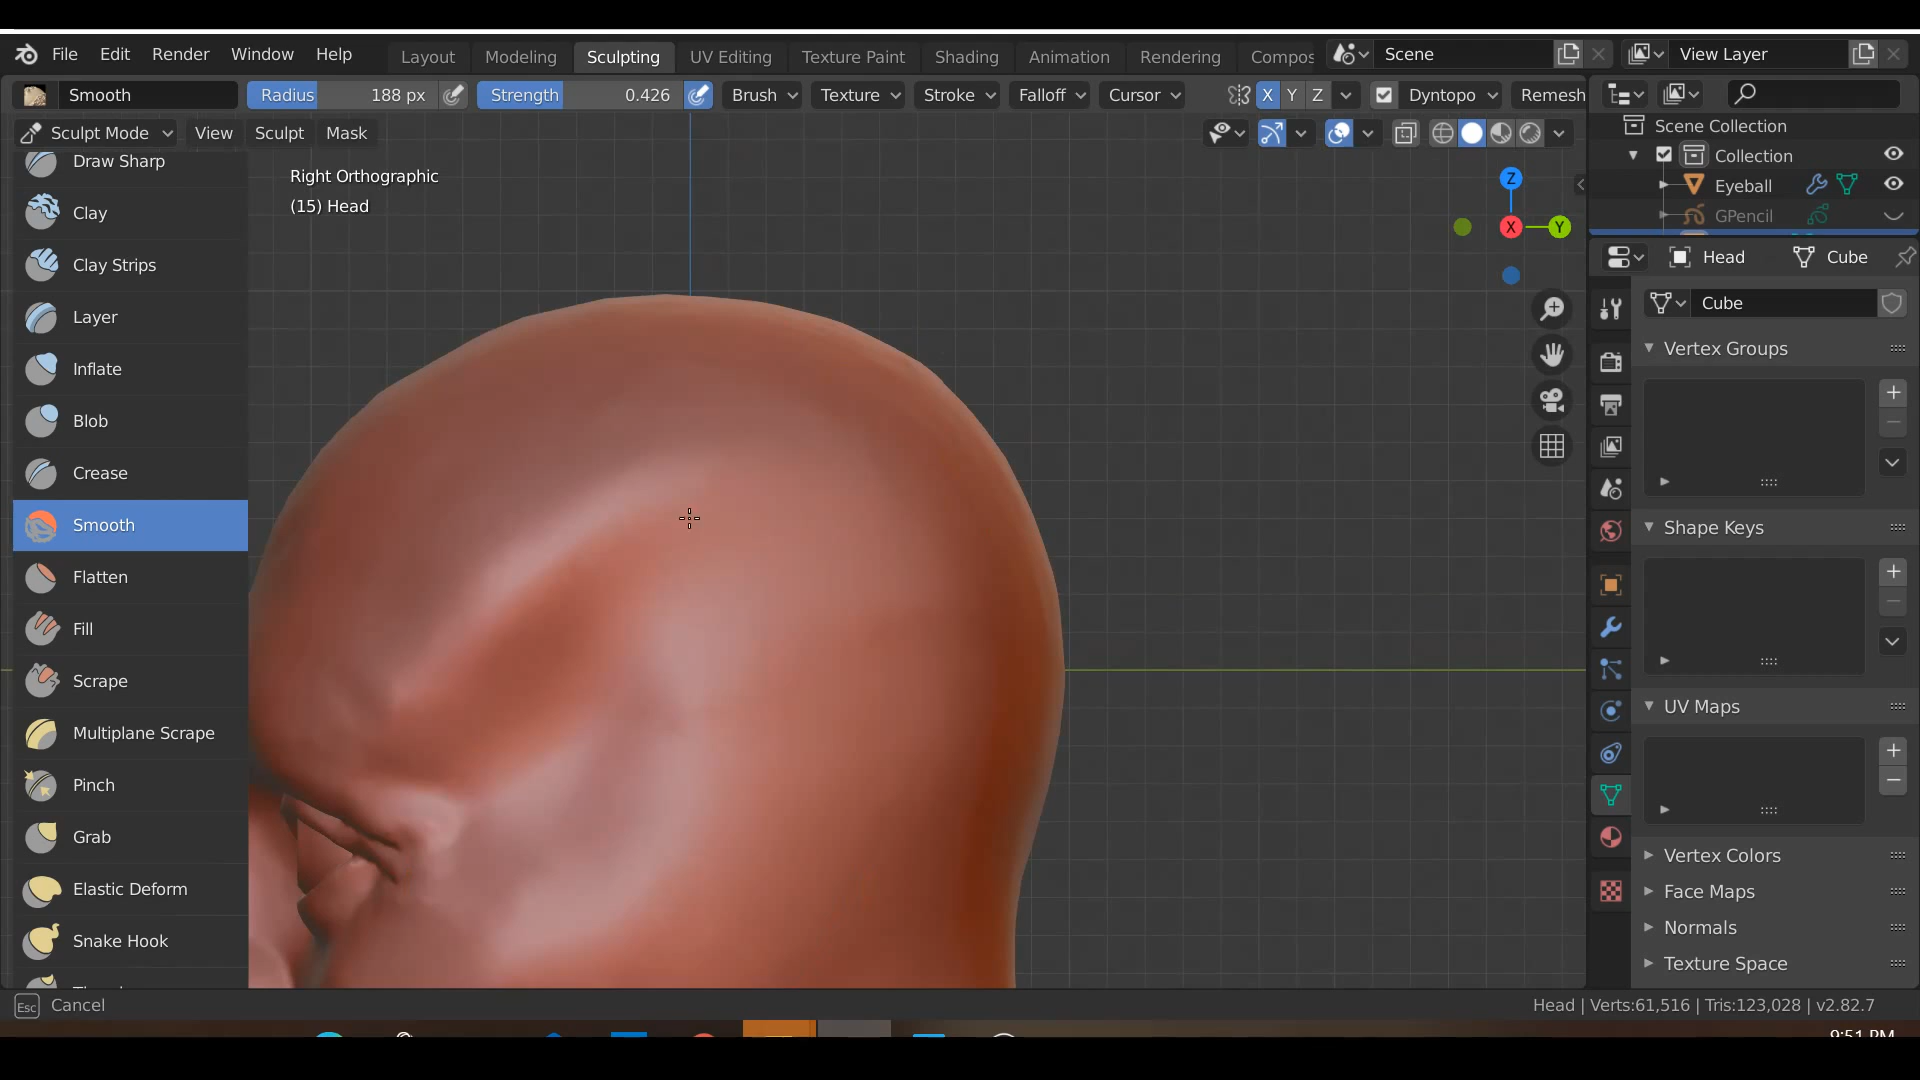 File Edit Render Window Help Layout Modeling Sculpting UV Editing Texture Paint Shading Animation Rendering Compos Scene View Layer
Smooth Radius 188 px Strength 0.426 Brush Texture Stroke Falloff Cursor X Y Z Dyntopo Remesh
Sculpt Mode View Sculpt Mask
Scene Collection
Collection
Eyeball
GPencil
Right Orthographic
(15) Head
Z
X
Y
Draw Sharp
Clay
Clay Strips
Layer
Inflate
Blob
Crease
Smooth
Flatten
Fill
Scrape
Multiplane Scrape
Pinch
Grab
Elastic Deform
Snake Hook
Head Cube
Cube
Vertex Groups
Shape Keys
UV Maps
Vertex Colors
Face Maps
Normals
Texture Space
Esc Cancel
Head | Verts:61,516 | Tris:123,028 | v2.82.7
9:51 PM